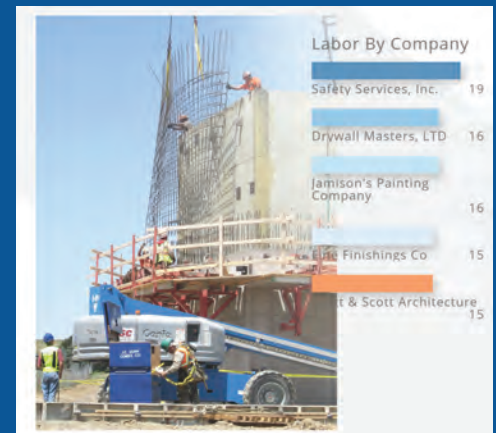 Labor By Company
Safety Services, Inc. 19
Drywall Masters, LTD 16
Jamison's Painting
Company
16
Finishings Co 15
& Scott Architecture
15